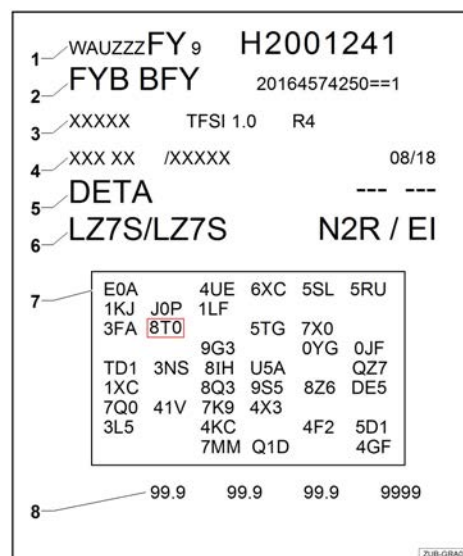 1 WAUZZZ FY 9 H2001241
2 FYB BFY 20164574250==1
3 XXXXX TFSI 1.0 R4
4 XXX XX /XXXXX 08/18
5 DETA --- ---
6 LZ7S/LZ7S N2R / EI
7 E0A 4UE 6XC 5SL 5RU
1KJ J0P 1LF
3FA 8T0 5TG 7X0
9G3 0YG 0JF
TD1 3NS 8IH U5A QZ7
1XC 8Q3 9S5 8Z6 DE5
7Q0 41V 7K9 4X3
3L5 4KC 4F2 5D1
7MM Q1D 4GF
8 99.9 99.9 99.9 9999